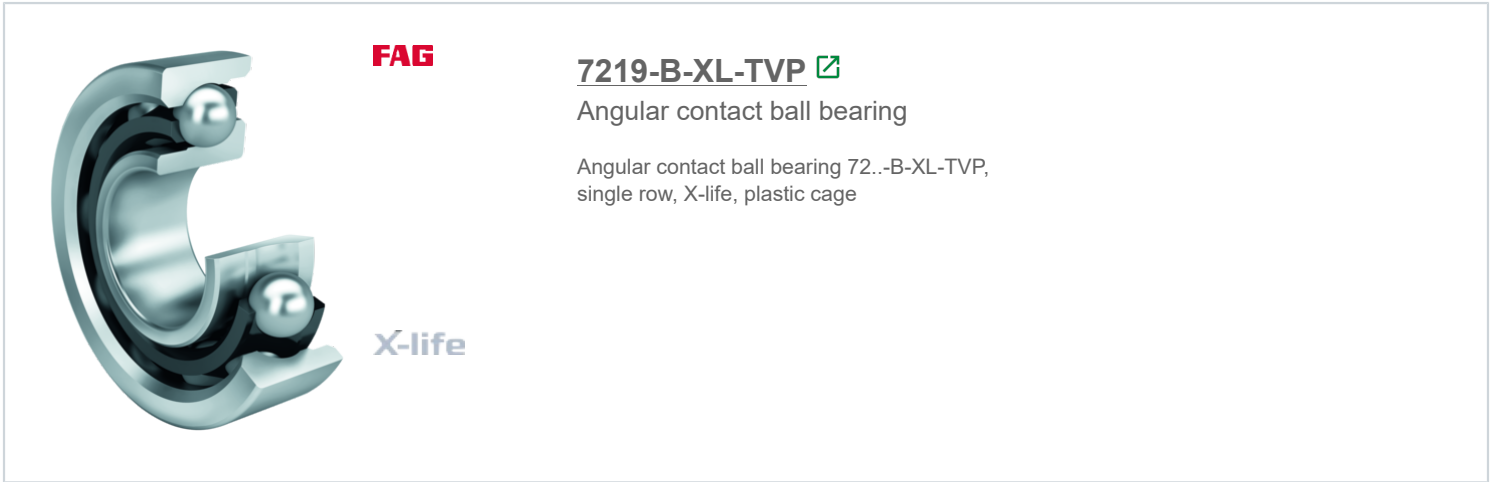 FAG
7219-B-XL-TVP
Angular contact ball bearing
Angular contact ball bearing 72..-B-XL-TVP,
single row, X-life, plastic cage
X-life